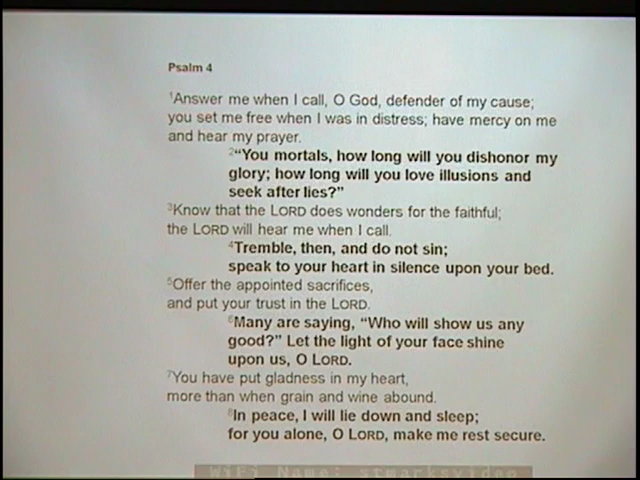 Psalm 4
¹Answer me when I call, O God, defender of my cause;
you set me free when I was in distress; have mercy on me
and hear my prayer.
²“You mortals, how long will you dishonor my
glory; how long will you love illusions and
seek after lies?”
³Know that the LORD does wonders for the faithful;
the LORD will hear me when I call.
⁴Tremble, then, and do not sin;
speak to your heart in silence upon your bed.
⁵Offer the appointed sacrifices,
and put your trust in the LORD.
⁶Many are saying, “Who will show us any
good?” Let the light of your face shine
upon us, O LORD.
⁷You have put gladness in my heart,
more than when grain and wine abound.
⁸In peace, I will lie down and sleep;
for you alone, O LORD, make me rest secure.
WiFi Name: stmarksvideo